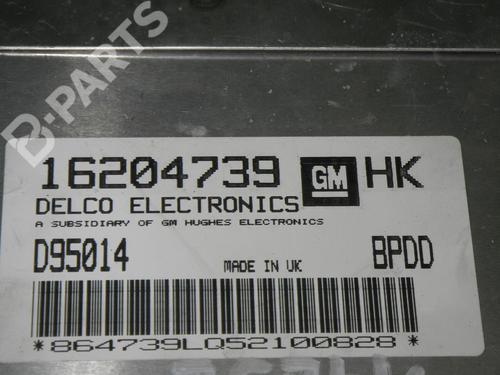 B-PARTS
16204739 GM HK
DELCO ELECTRONICS
A SUBSIDIARY OF GM HUGHES ELECTRONICS
D95014 MADE IN UK BPDD
*864739LQ52100828*